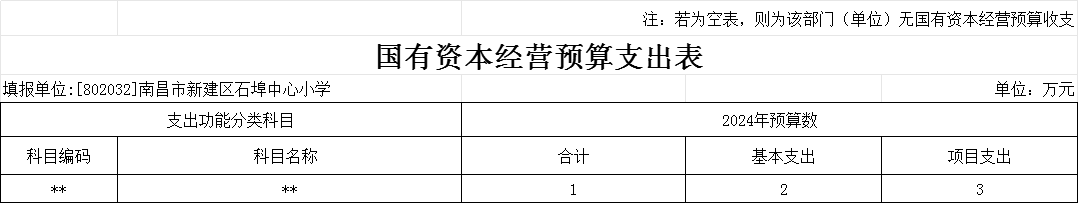 注：若为空表，则为该部门（单位）无国有资本经营预算收支
国有资本经营预算支出表
填报单位:[802032]南昌市新建区石埠中心小学 单位：万元
支出功能分类科目 2024年预算数
科目编码 科目名称 合计 基本支出 项目支出
** ** 1 2 3